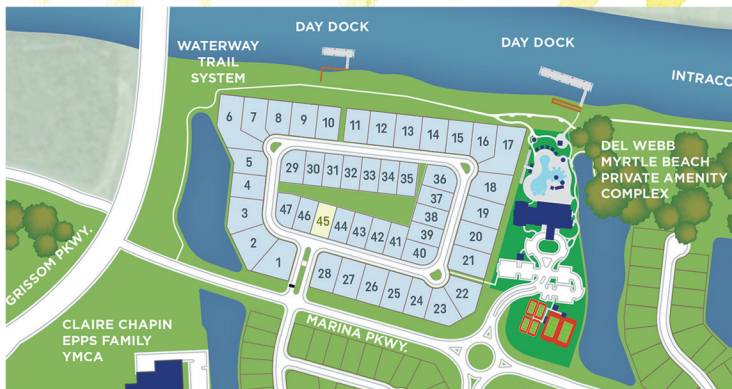 DAY DOCK
DAY DOCK
WATERWAY
TRAIL
SYSTEM
INTRACO
6 7 8 9 10 11 12 13 14 15 16 17
DEL WEBB
MYRTLE BEACH
PRIVATE AMENITY
COMPLEX
5
4
3
2
1
29 30 31 32 33 34 35
36
37
38
39
40
18
19
20
21
22
47 46 45 44 43 42 41
28 27 26 25 24 23
GRISSOM PKWY.
MARINA PKWY.
CLAIRE CHAPIN
EPPS FAMILY
YMCA